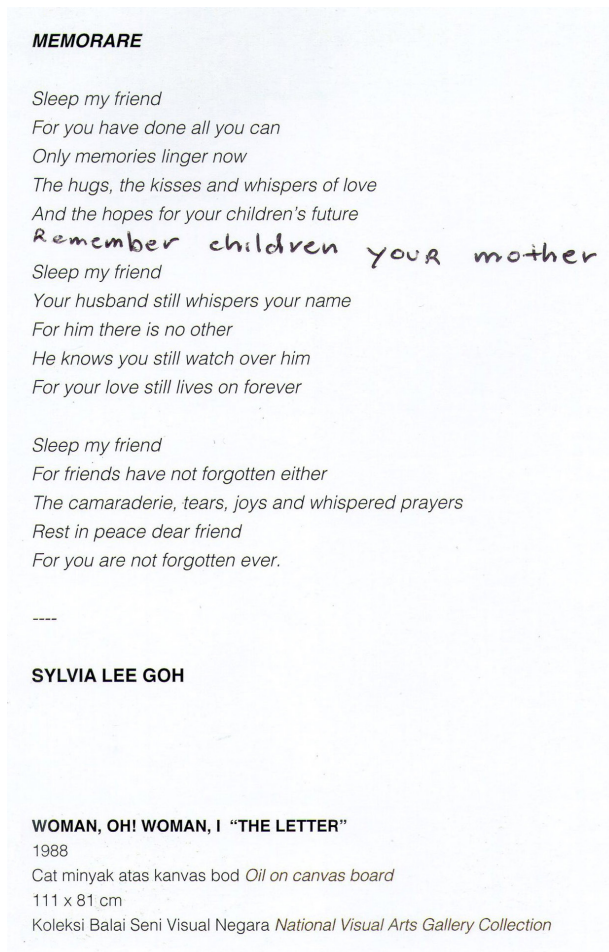 MEMORARE
Sleep my friend
For you have done all you can
Only memories linger now
The hugs, the kisses and whispers of love
And the hopes for your children's future
Remember children your mother
Sleep my friend
Your husband still whispers your name
For him there is no other
He knows you still watch over him
For your love still lives on forever
Sleep my friend
For friends have not forgotten either
The camaraderie, tears, joys and whispered prayers
Rest in peace dear friend
For you are not forgotten ever.
----
SYLVIA LEE GOH
WOMAN, OH! WOMAN, I “THE LETTER”
1988
Cat minyak atas kanvas bod Oil on canvas board
111 x 81 cm
Koleksi Balai Seni Visual Negara National Visual Arts Gallery Collection